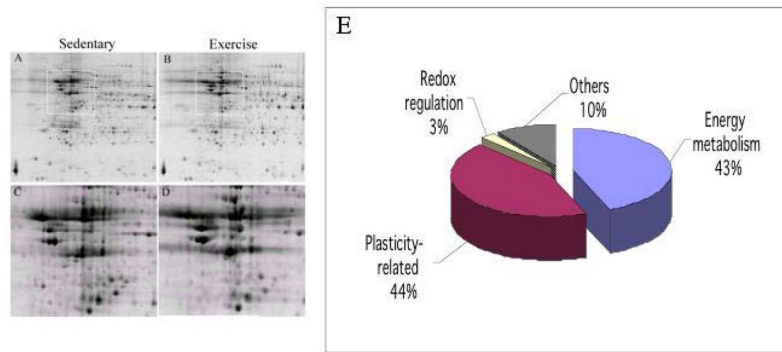 Sedentary
Exercise
A
B
C
D
E
Redox
regulation
3%
Others
10%
Energy
metabolism
43%
Plasticity-
related
44%